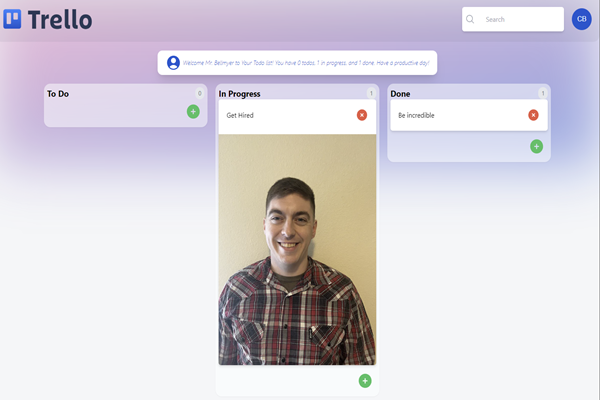 Trello
Search
CB
Welcome Mr. Bellmyer to Your Todo list! You have 0 todos, 1 in progress, and 1 done. Have a productive day!
To Do
0
In Progress
1
Done
1
Get Hired
Be incredible